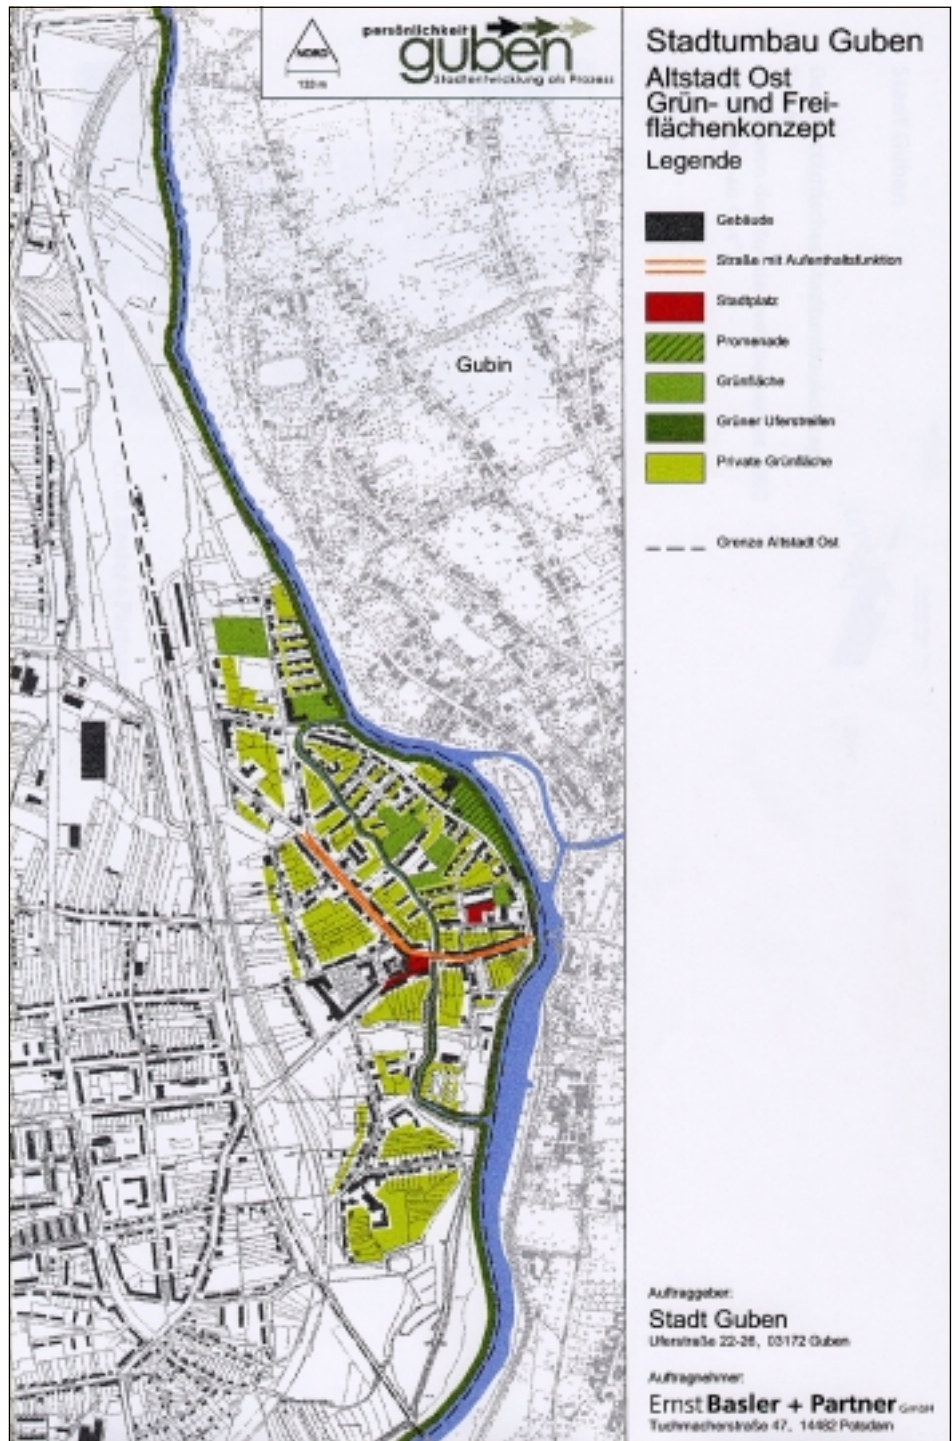 NORD
133 m
persönlichkeit
guben
Stadtentwicklung als Prozess
Gubin
Stadtumbau Guben
Altstadt Ost
Grün- und Frei-
flächenkonzept
Legende
Gebäude
Straße mit Aufenthaltsfunktion
Stadtplatz
Promenade
Grünfläche
Grüner Uferstreifen
Private Grünfläche
Grenze Altstadt Ost
Auftraggeber:
Stadt Guben
Uferstraße 22-26, 03172 Guben
Auftragnehmer:
Ernst Basler + Partner GmbH
Tuchmacherstraße 47, 14482 Potsdam